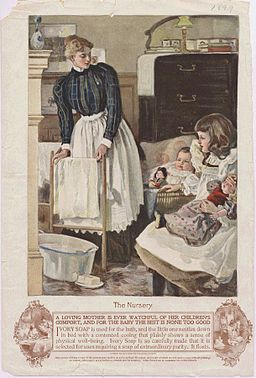 1899
The Nursery.
A LOVING MOTHER IS EVER WATCHFUL OF HER CHILDREN'S
COMFORT, AND FOR THE BABY THE BEST IS NONE TOO GOOD
IVORY SOAP is used for the bath, and the little one nestles down
in bed with a contented cooing that plainly shows a sense of
physical well-being. Ivory Soap is so carefully made that it is
selected for uses requiring a soap of extraordinary purity. It floats.